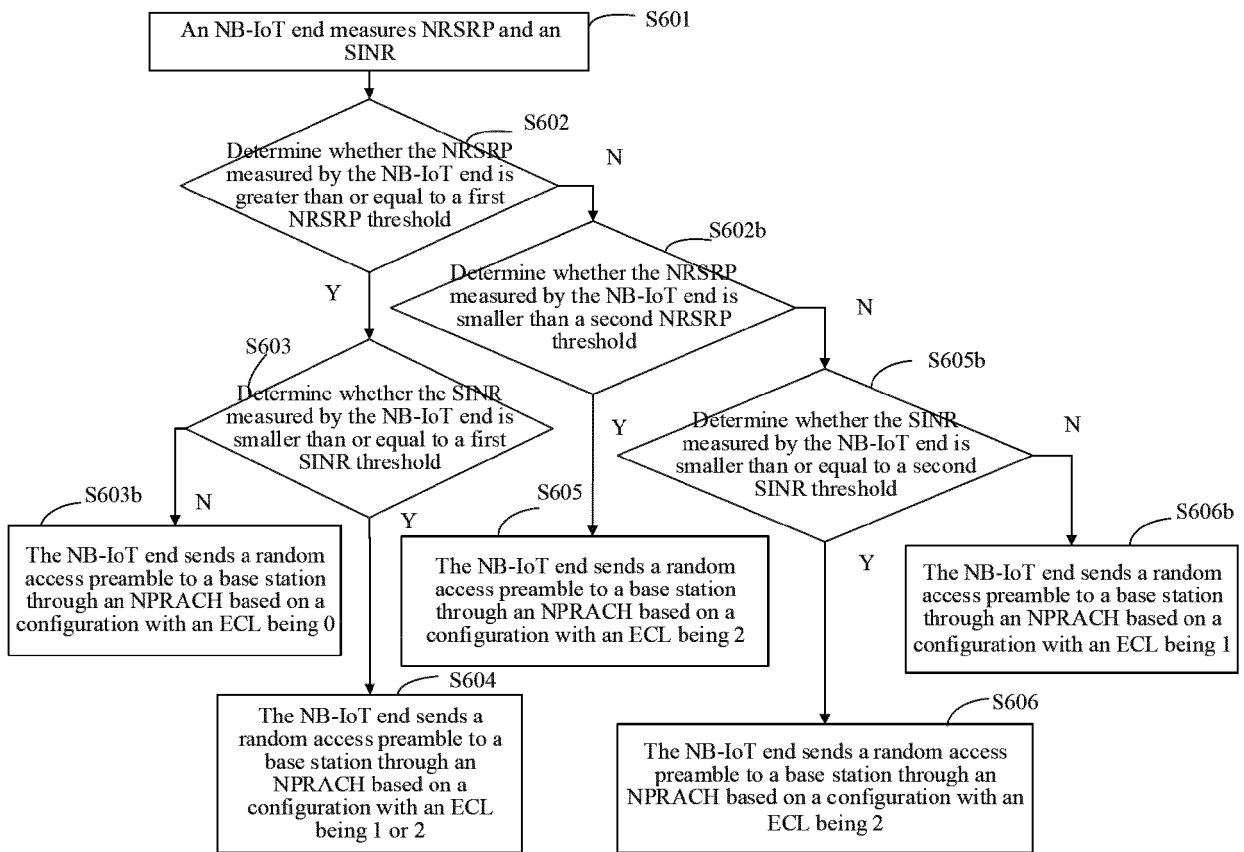 An NB-IoT end measures NRSRP and an
SINR
S601
S602
Determine whether the NRSRP
measured by the NB-IoT end is
greater than or equal to a first
NRSRP threshold
N
Y
S602b
Determine whether the NRSRP
measured by the NB-IoT end is
smaller than a second NRSRP
threshold
N
Y
S603
Determine whether the SINR
measured by the NB-IoT end is
smaller than or equal to a first
SINR threshold
N
Y
S605b
Determine whether the SINR
measured by the NB-IoT end is
smaller than or equal to a second
SINR threshold
N
Y
S603b
The NB-IoT end sends a random
access preamble to a base station
through an NPRACH based on a
configuration with an ECL being 0
S605
The NB-IoT end sends a random
access preamble to a base station
through an NPRACH based on a
configuration with an ECL being 2
S606b
The NB-IoT end sends a random
access preamble to a base station
through an NPRACH based on a
configuration with an ECL being 1
S604
The NB-IoT end sends a
random access preamble to a
base station through an
NPRACH based on a
configuration with an ECL
being 1 or 2
S606
The NB-IoT end sends a random access
preamble to a base station through an
NPRACH based on a configuration with an
ECL being 2